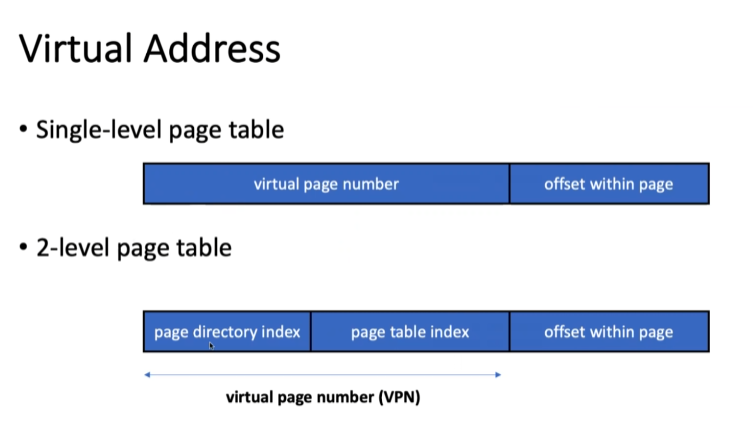 Virtual Address
• Single-level page table
virtual page number offset within page
• 2-level page table
page directory index page table index offset within page
virtual page number (VPN)